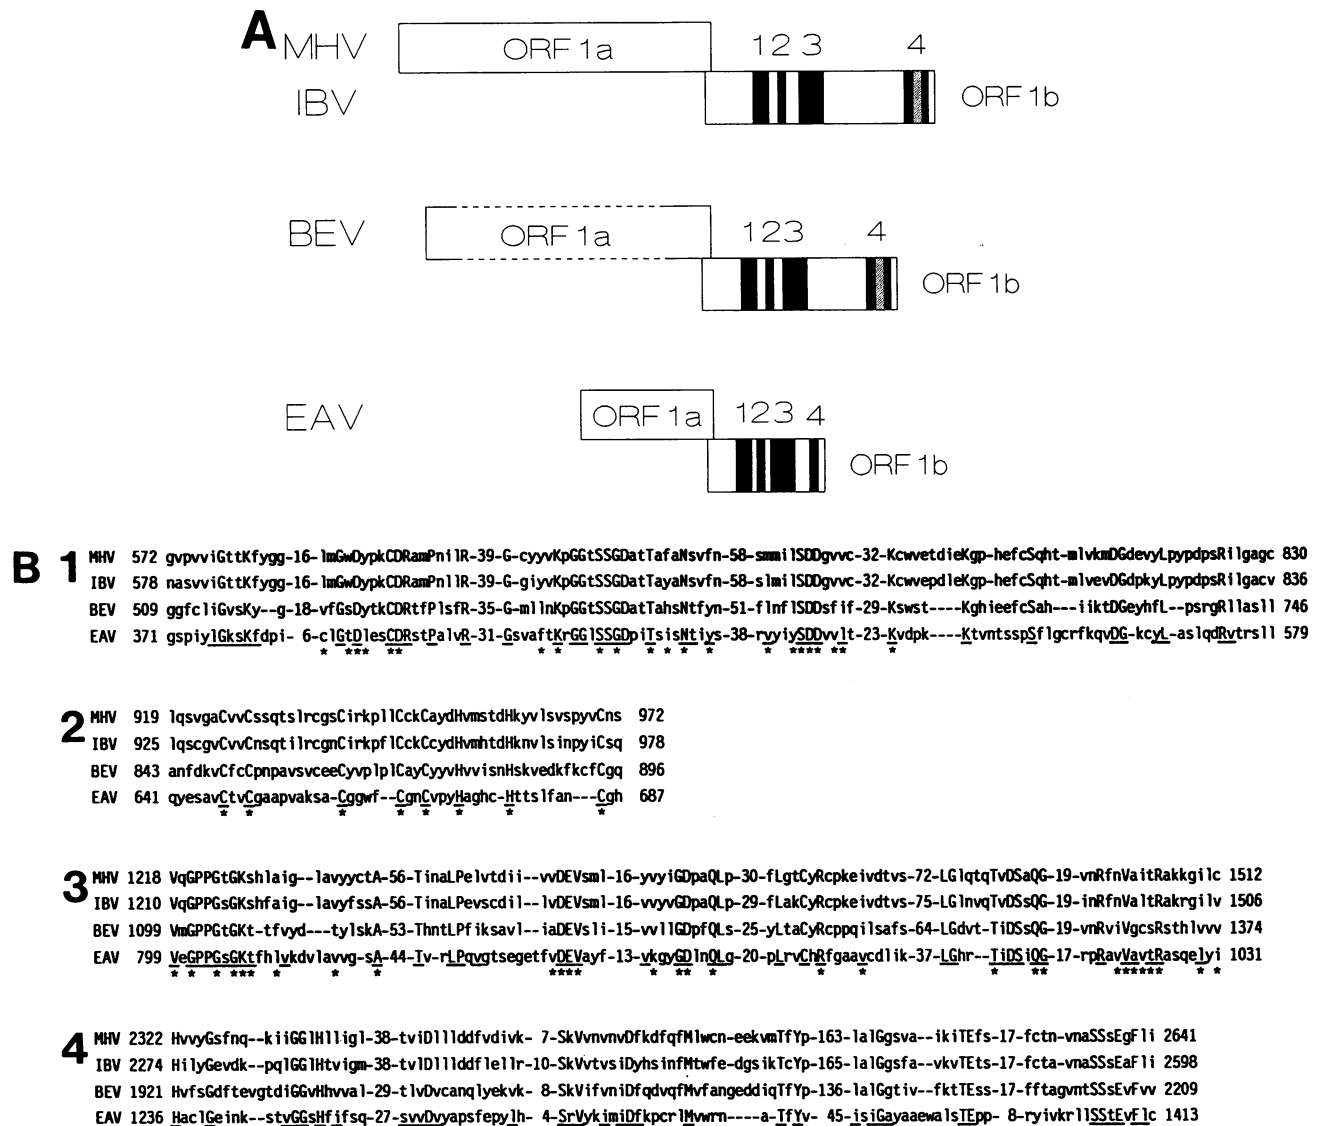 A
MHV
ORF 1a
1 2 3
4
IBV
ORF 1b
BEV
ORF 1a
1 2 3
4
ORF 1b
EAV
ORF 1a
1 2 3 4
ORF 1b
B
1
MHV 572 gvpvviGttKfygg-16-lmGwDypkCDRamPnilR-39-G-cyyvKpGGtSSGDatTafaNsvfn-58-smmilSDDgvvc-32-KcwvetdieKgp-hefcSqht-mlvkmDGdevyLpypdpsRilgagc 830
IBV 578 nasvviGttKfygg-16-lmGwDypkCDRamPnllR-39-G-giyvKpGGtSSGDatTayaNsvfn-58-slmilSDDgvvc-32-KcwvepdleKgp-hefcSqht-mlvevDGdpkyLpypdpsRilgacv 836
BEV 509 ggfcliGvsKy--g-18-vfGsDytkCDRtfPlsfR-35-G-mllnKpGGtSSGDatTahsNtfyn-51-flnflSDDsfif-29-Kswst----KghieefcSah---iiktDGeyhfL--psrgRllasll 746
EAV 371 gspiylGksKfdpi- 6-clGtDlesCDRstPalvR-31-GsvaftKrGGlSSGDpiTsisNtiys-38-rvyiySDDvvlt-23-Kvdpk----KtvntsspSflgcrfkqvDG-kcyL-aslqdRvtrsll 579
* *** ** * * * * * * * * * **** ** *
2
MHV 919 lqsvgaCvvCssqtslrcgsCirkpllCckCaydHvmstdHkyvlsvspyvCns 972
IBV 925 lqscgvCvvCnsqtilrcgnCirkpflCckCcydHvmhtdHknvlsinpyiCsq 978
BEV 843 anfdkvCfcCpnpavsvceeCyvplplCayCyyvHvvisnHskvedkfkcfCgq 896
EAV 641 qyesavCtvCgaapvaksa-Cggwf--CgnCvpyHaghc-Httslfan---Cgh 687
* * * * * * * *
3
MHV 1218 VqGPPGtGKshlaig--lavyyctA-56-TinaLPelvtdii--vvDEVsml-16-yvyiGDpaQLp-30-fLgtCyRcpkeivdtvs-72-LGlqtqTvDSaQG-19-vnRfnVaitRakkgilc 1512
IBV 1210 VqGPPGsGKshfaig--lavyfssA-56-TinaLPevscdil--lvDEVsml-16-vvyvGDpaQLp-29-fLakCyRcpkeivdtvs-75-LGlnvqTvDSsQG-19-inRfnValtRakrgilv 1506
BEV 1099 VmGPPGtGKt-tfvyd---tylskA-53-ThntLPfiksavl--iaDEVsli-15-vvllGDpfQLs-25-yLtaCyRcppqilsafs-64-LGdvt-TiDSsQG-19-vnRviVgcsRsthlvvv 1374
EAV 799 VeGPPGsGKtfhlvkdvlavvg-sA-44-Tv-rLPqvgtsegetfvDEVayf-13-vkgyGDlnQLg-20-pLrvChRfgaavcdlik-37-LGhr--TiDSiQG-17-rpRavVavtRasqelyi 1031
* * * *** * * * **** * ** * * * * ** ****** * *
4
MHV 2322 HvvyGsfnq--kiiGGlHlligl-38-tviDlllddfvdivk- 7-SkVvnvnvDfkdfqfMlwcn-eekvmTfYp-163-lalGgsva--ikiTEfs-17-fctn-vnaSSsEgFli 2641
IBV 2274 HilyGevdk--pqlGGlHtvigm-38-tvlDlllddflellr-10-SkVvtvsiDyhsinfMtwfe-dgsikTcYp-165-lalGgsfa--vkvTEts-17-fcta-vnaSSsEaFli 2598
BEV 1921 HvfsGdftevgtdiGGvHhvval-29-tlvDvcanqlyekvk- 8-SkVifvniDfqdvqfMvfangeddiqTfYp-136-lalGgtiv--fktTEss-17-fftagvntSSsEvFvv 2209
EAV 1236 HaclGeink--stvGGsHfifsq-27-svvDvyapsfepylh- 4-SrVykimiDfkpcrlMvwrn----a-TfYv- 45-isiGayaaewalsTEpp- 8-ryivkrllSStEvFlc 1413